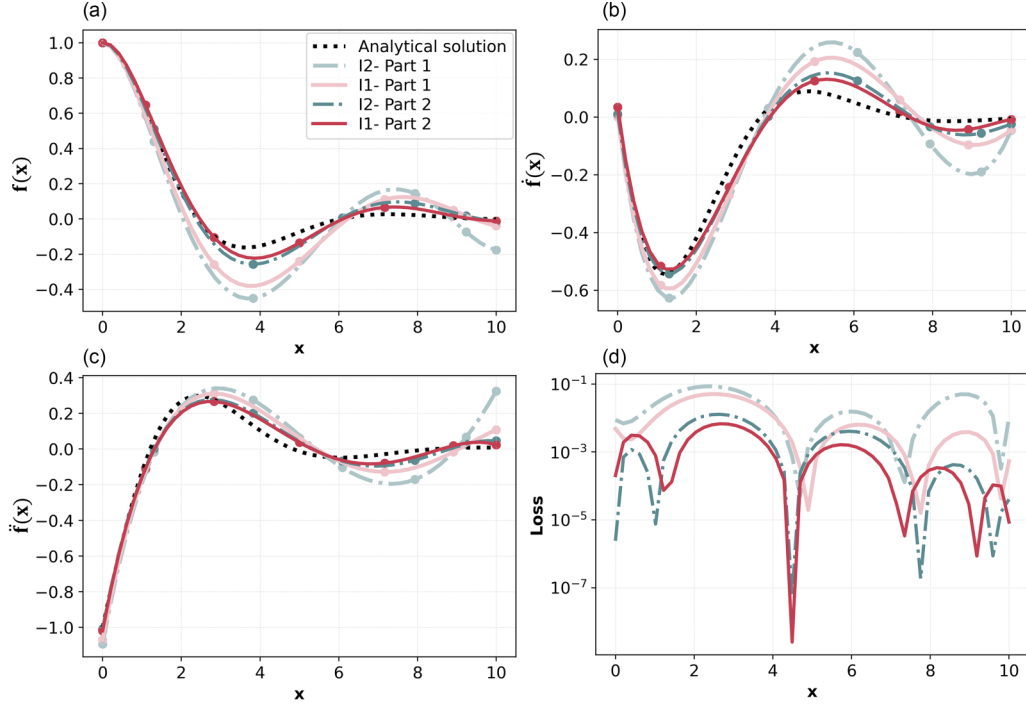 (a)
1.0
0.8
0.6
0.4
0.2
0.0
−0.2
−0.4
f(x)
0
2
4
6
8
10
x
Analytical solution
I2- Part 1
I1- Part 1
I2- Part 2
I1- Part 2
(b)
0.2
0.0
−0.2
−0.4
−0.6
ḟ(x)
0
2
4
6
8
10
x
(c)
0.4
0.2
0.0
−0.2
−0.4
−0.6
−0.8
−1.0
f̈(x)
0
2
4
6
8
10
x
(d)
10⁻¹
10⁻³
10⁻⁵
10⁻⁷
Loss
0
2
4
6
8
10
x